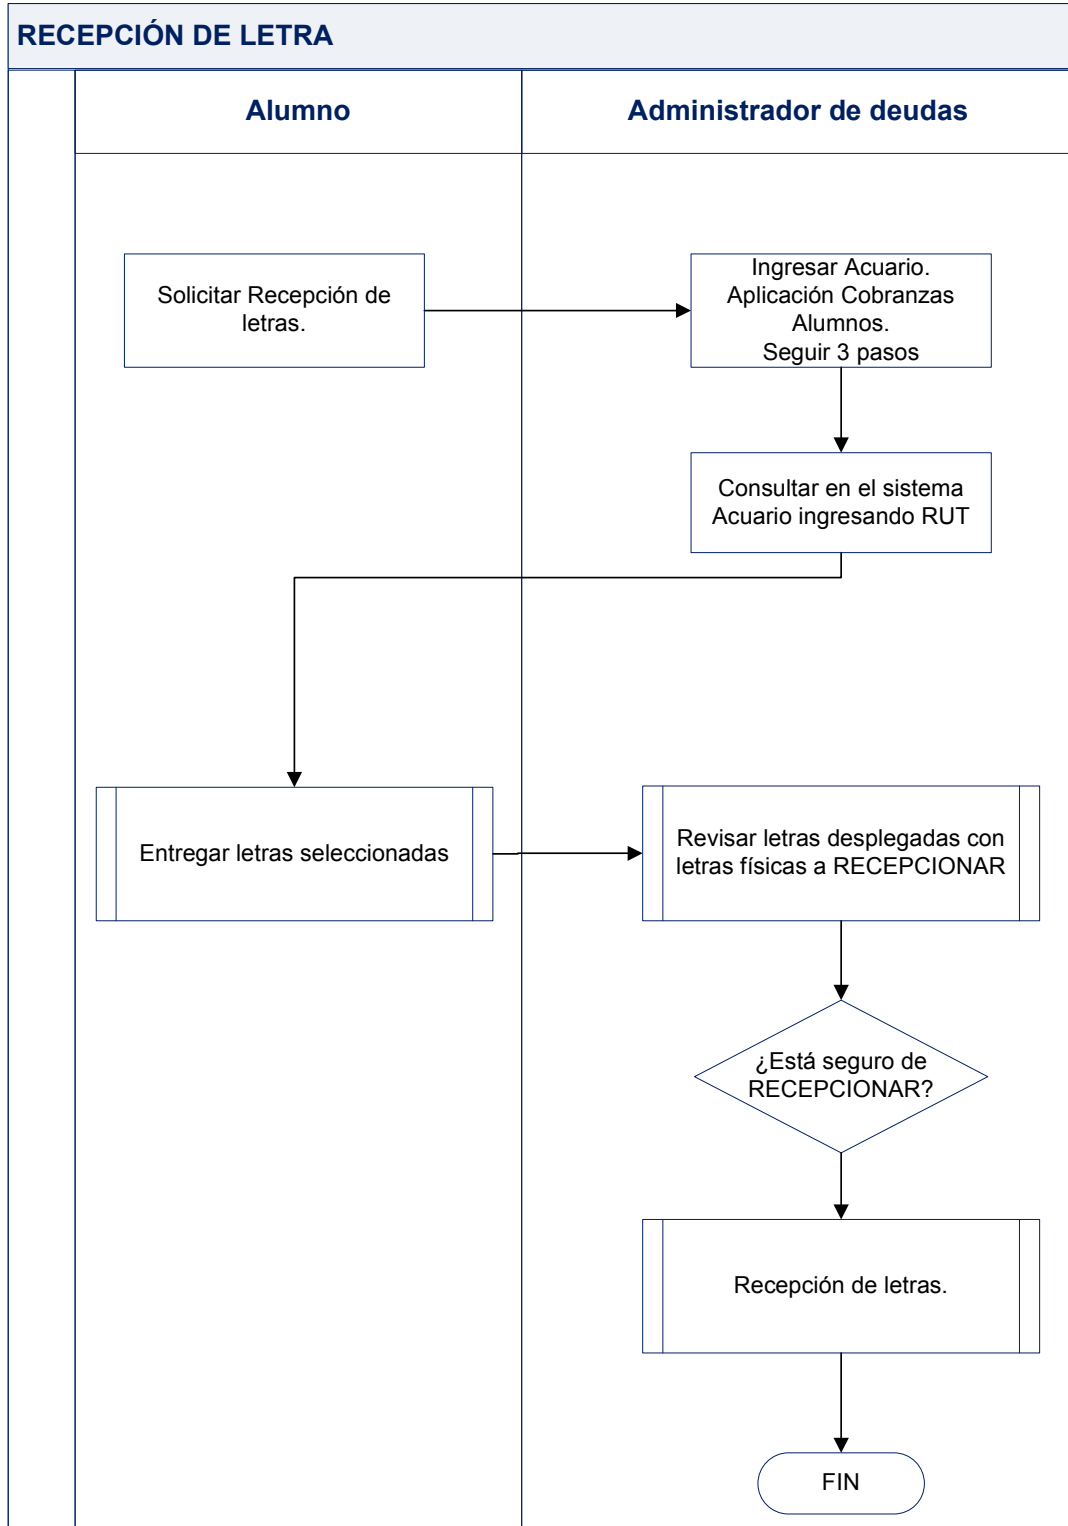 RECEPCIÓN DE LETRA
Alumno
Administrador de deudas
Solicitar Recepción de
letras.
Ingresar Acuario.
Aplicación Cobranzas
Alumnos.
Seguir 3 pasos
Consultar en el sistema
Acuario ingresando RUT
Entregar letras seleccionadas
Revisar letras desplegadas con
letras físicas a RECEPCIONAR
¿Está seguro de
RECEPCIONAR?
Recepción de letras.
FIN